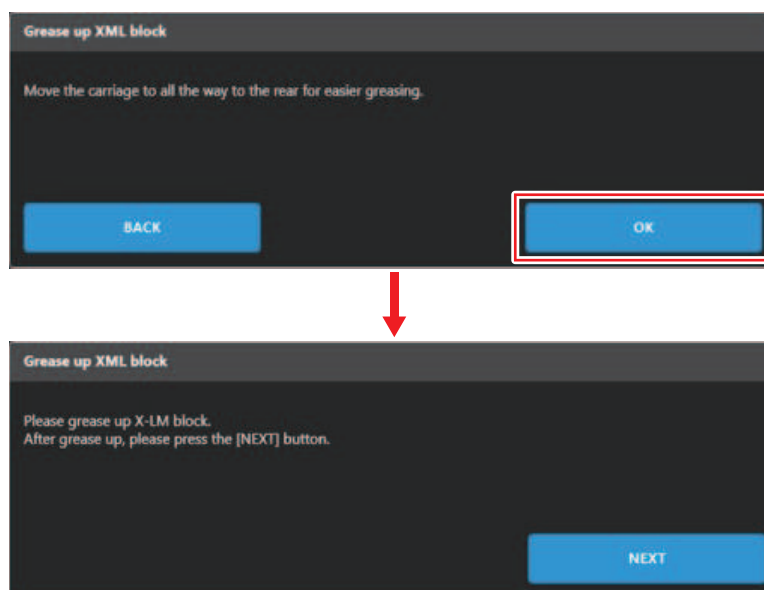 Grease up XML block
Move the carriage to all the way to the rear for easier greasing.
BACK
OK
Grease up XML block
Please grease up X-LM block.
After grease up, please press the [NEXT] button.
NEXT